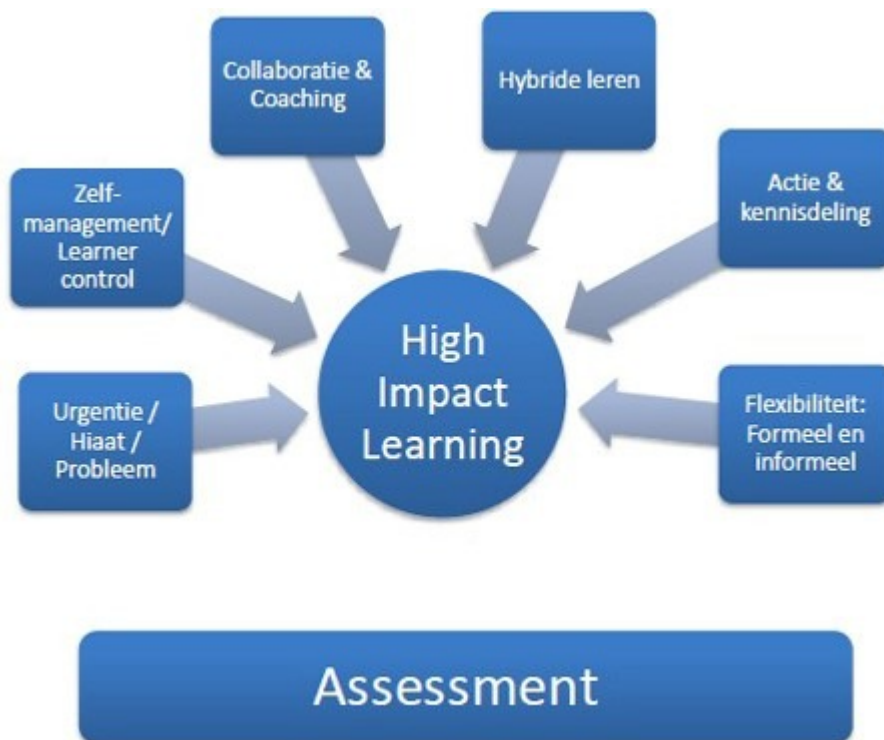 Collaboratie &
Coaching
Hybride leren
Zelf-
management/
Learner
control
Actie &
kennisdeling
High
Impact
Learning
Urgentie /
Hiaat /
Probleem
Flexibiliteit:
Formeel en
informeel
Assessment